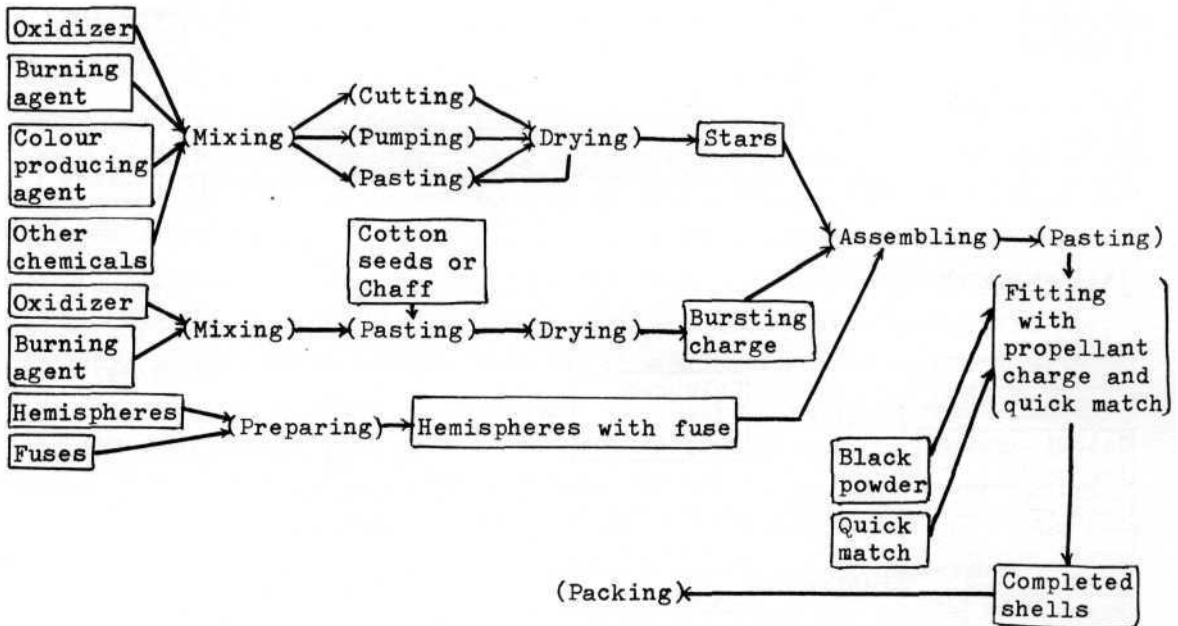 Oxidizer
Burning
agent
Colour
producing
agent
Other
chemicals
(Mixing)
(Cutting)
(Pumping)
(Pasting)
(Drying)
Stars
Oxidizer
Burning
agent
(Mixing)
Cotton
seeds or
Chaff
(Pasting)
(Drying)
Bursting
charge
Hemispheres
Fuses
(Preparing)
Hemispheres with fuse
(Assembling)
(Pasting)
Fitting
with
propellant
charge and
quick match
Black
powder
Quick
match
Completed
shells
(Packing)